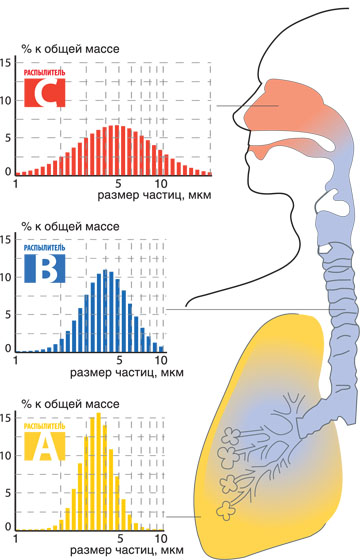 % к общей массе
15
РАСПЫЛИТЕЛЬ
C
10
5
0
1 5 10
размер частиц, мкм
% к общей массе
15
РАСПЫЛИТЕЛЬ
B
10
5
0
1 5 10
размер частиц, мкм
% к общей массе
15
РАСПЫЛИТЕЛЬ
A
10
5
0
1 5 10
размер частиц, мкм